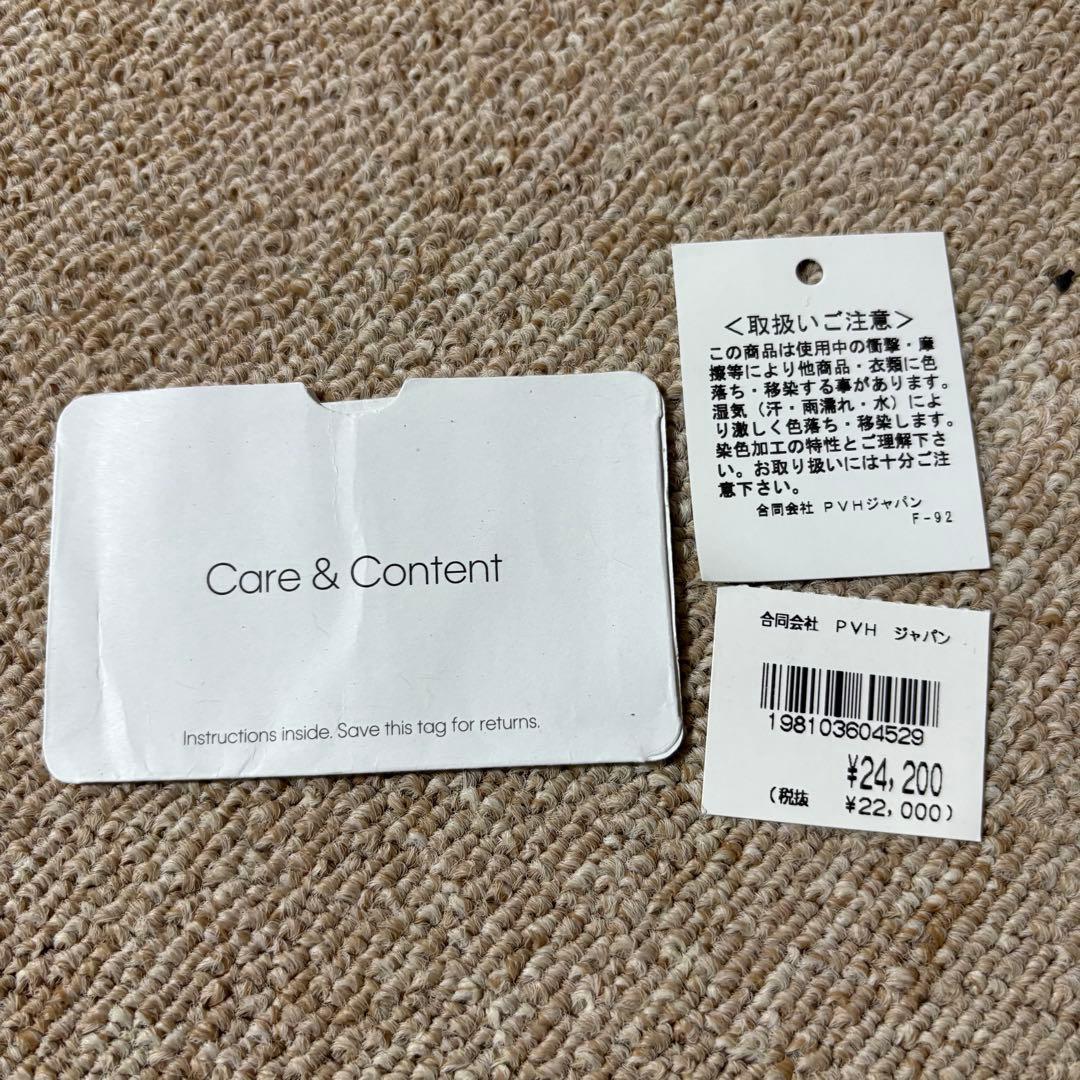 Care & Content
Instructions inside. Save this tag for returns.
＜取扱いご注意＞
この商品は使用中の衝撃・摩
擦等により他商品・衣類に色
落ち・移染する事があります。
湿気（汗・雨濡れ・水）によ
り激しく色落ち・移染します。
染色加工の特性とご理解下さ
い。お取り扱いには十分ご注
意下さい。
合同会社 PVHジャパン
F-92
合同会社 PVH ジャパン
198103604529
¥24,200
(税抜 ¥22,000)